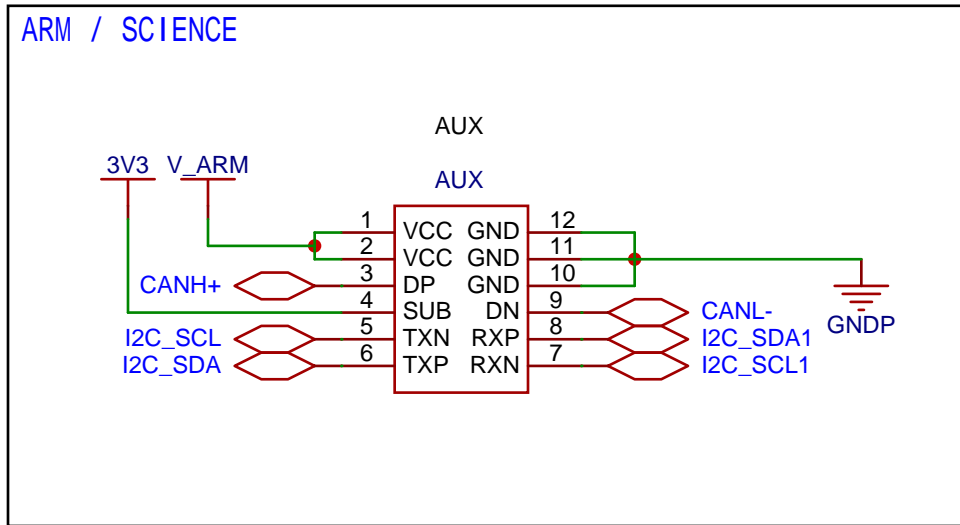 ARM / SCIENCE
AUX
3V3 V_ARM
AUX
1 VCC GND 12
2 VCC GND 11
CANH+ 3 DP GND 10
4 SUB DN 9 CANL-
I2C_SCL 5 TXN RXP 8 I2C_SDA1
I2C_SDA 6 TXP RXN 7 I2C_SCL1
GNDP